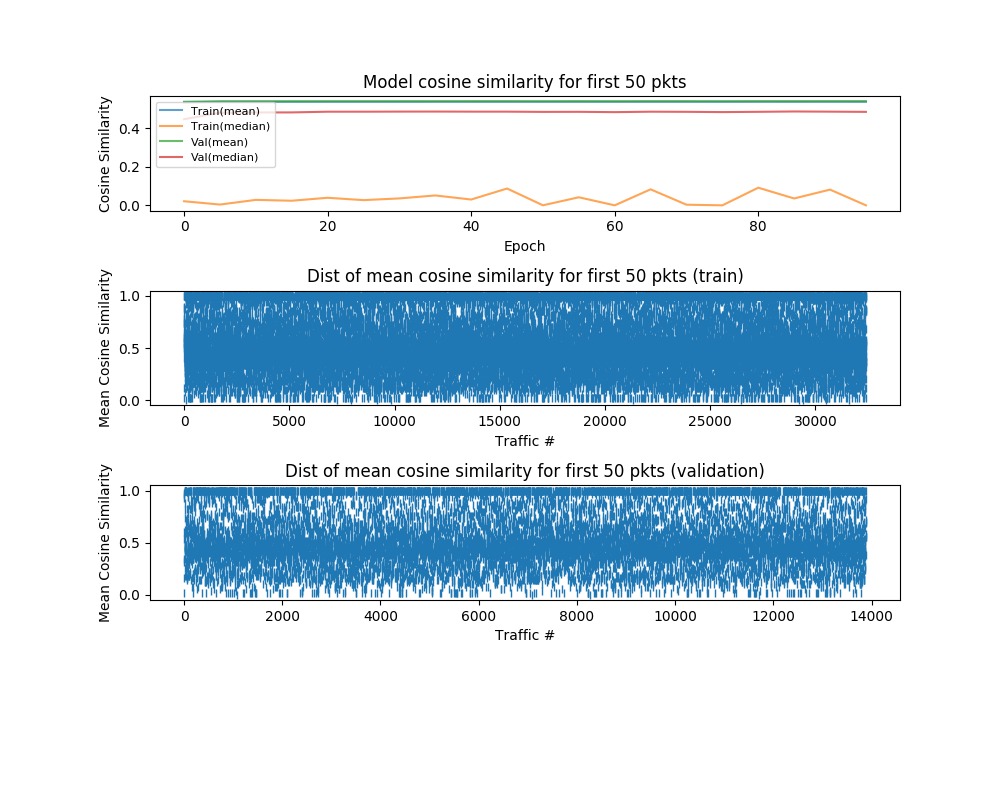 Model cosine similarity for first 50 pkts
Cosine Similarity
0.4
0.2
0.0
Train(mean)
Train(median)
Val(mean)
Val(median)
0 20 40 60 80
Epoch
Dist of mean cosine similarity for first 50 pkts (train)
Mean Cosine Similarity
1.0
0.5
0.0
0 5000 10000 15000 20000 25000 30000
Traffic #
Dist of mean cosine similarity for first 50 pkts (validation)
Mean Cosine Similarity
1.0
0.5
0.0
0 2000 4000 6000 8000 10000 12000 14000
Traffic #